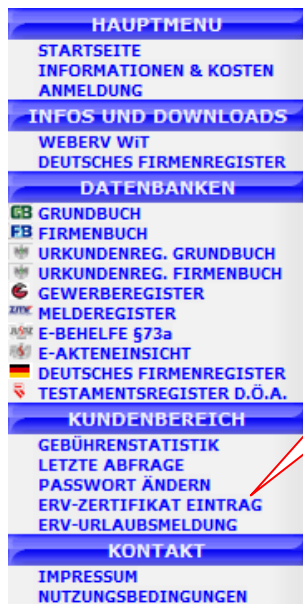 HAUPTMENU
STARTSEITE
INFORMATIONEN & KOSTEN
ANMELDUNG
INFOS UND DOWNLOADS
WEBERV WiT
DEUTSCHES FIRMENREGISTER
DATENBANKEN
GB GRUNDBUCH
FB FIRMENBUCH
URKUNDENREG. GRUNDBUCH
URKUNDENREG. FIRMENBUCH
GEWERBEREGISTER
ZMR MELDEREGISTER
E-BEHELFE §73a
E-AKTENEINSICHT
DEUTSCHES FIRMENREGISTER
TESTAMENTSREGISTER D.Ö.A.
KUNDENBEREICH
GEBÜHRENSTATISTIK
LETZTE ABFRAGE
PASSWORT ÄNDERN
ERV-ZERTIFIKAT EINTRAG
ERV-URLAUBSMELDUNG
KONTAKT
IMPRESSUM
NUTZUNGSBEDINGUNGEN